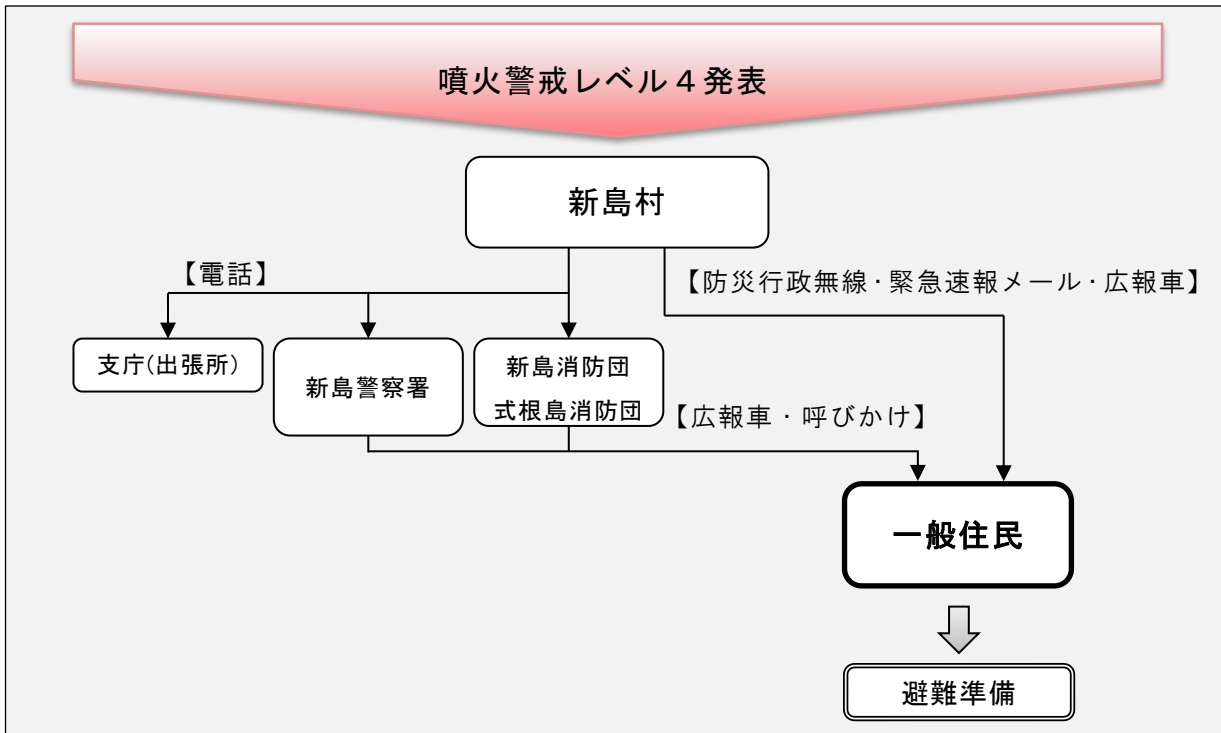 噴火警戒レベル４発表
新島村
【電話】
【防災行政無線･緊急速報メール･広報車】
支庁(出張所)
新島警察署
新島消防団
式根島消防団
【広報車・呼びかけ】
一般住民
避難準備